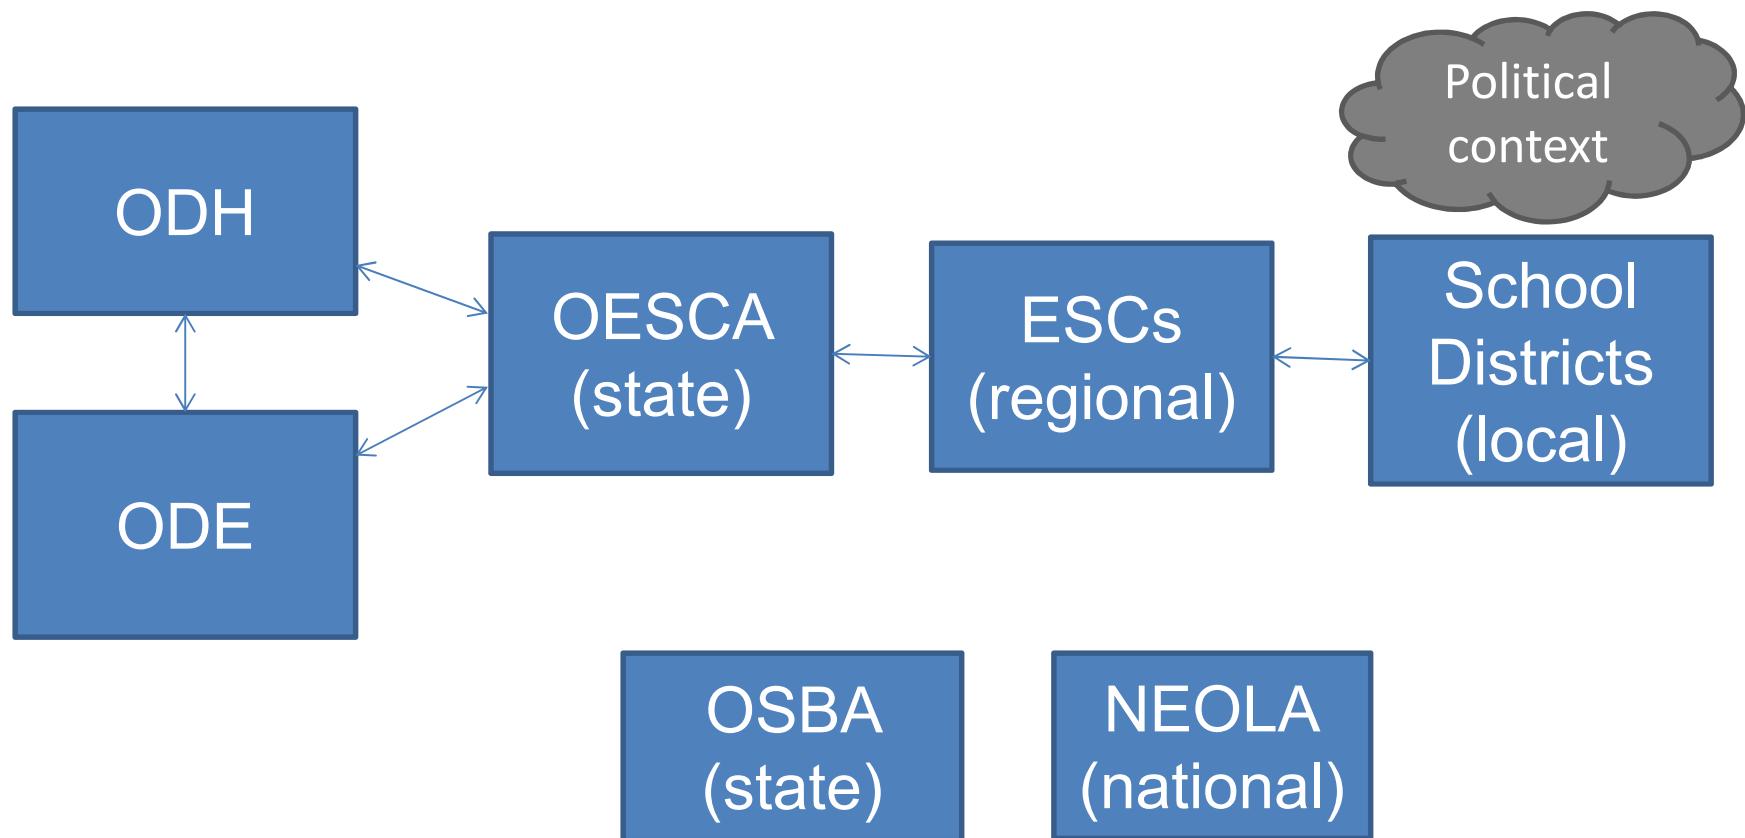 Political
context
ODH
OESCA
(state)
ESCs
(regional)
School
Districts
(local)
ODE
OSBA
(state)
NEOLA
(national)